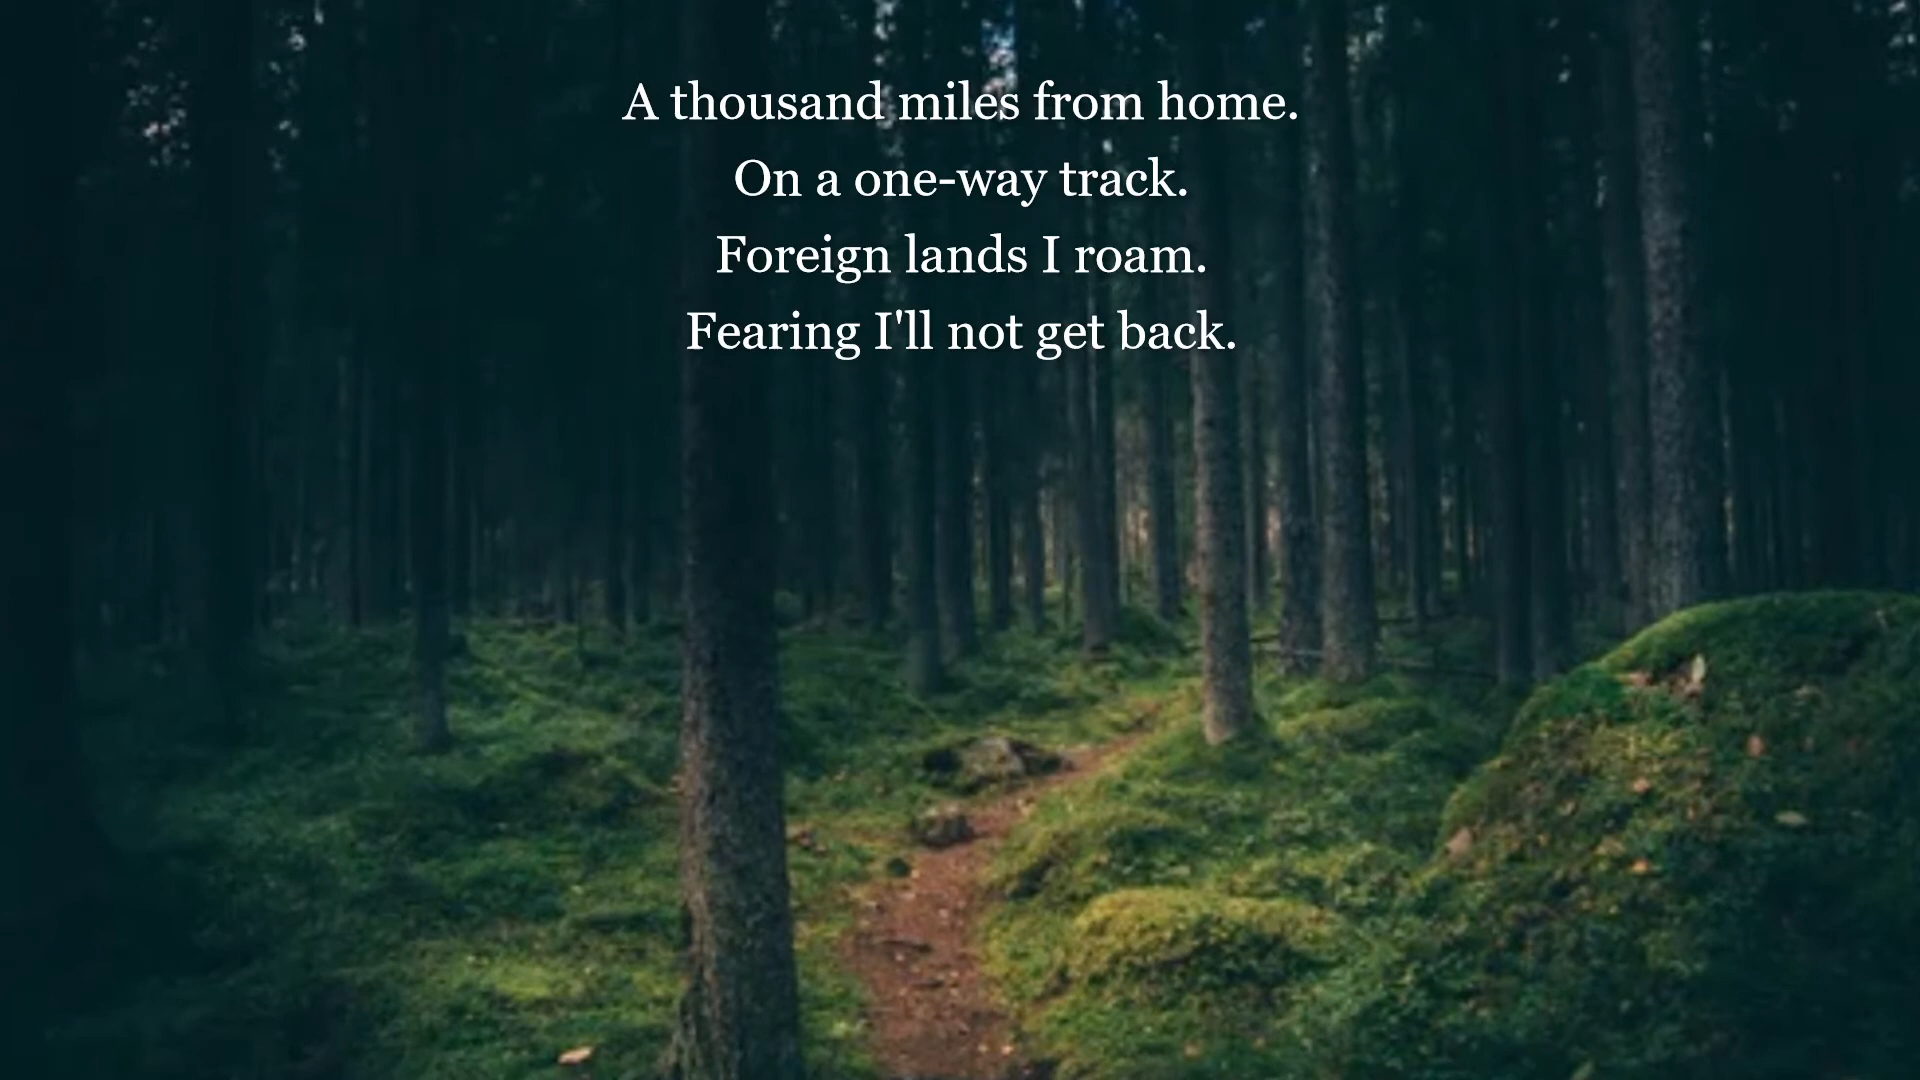 A thousand miles from home.
On a one-way track.
Foreign lands I roam.
Fearing I'll not get back.